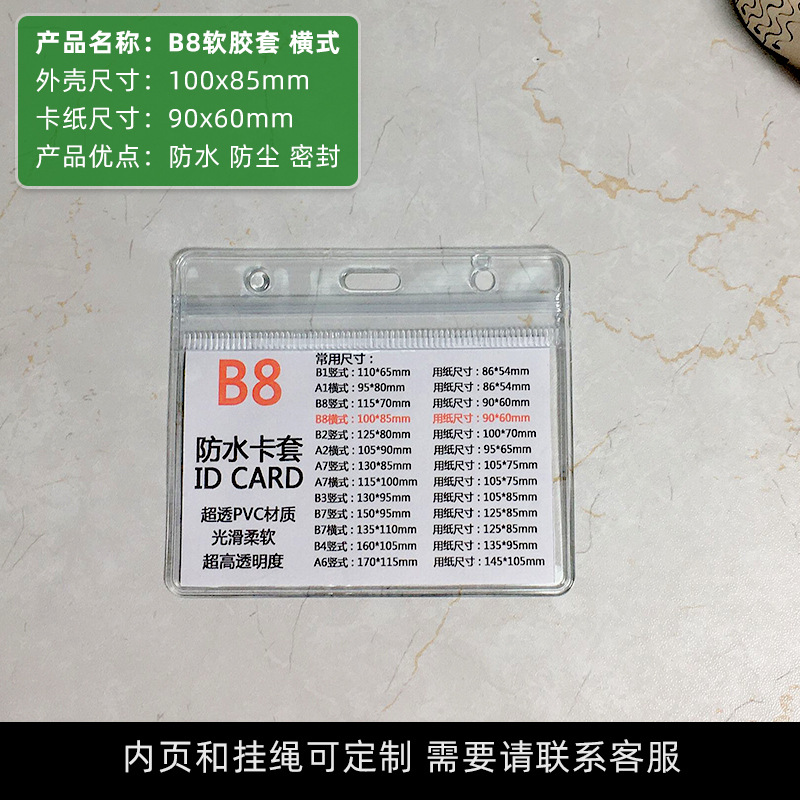 产品名称：B8软胶套 横式
外壳尺寸：100x85mm
卡纸尺寸：90x60mm
产品优点：防水 防尘 密封
B8
防水卡套
ID CARD
超透PVC材质
光滑柔软
超高透明度
常用尺寸：
B1竖式：110*65mm 用纸尺寸：86*54mm
A1横式：95*80mm 用纸尺寸：86*54mm
B8竖式：115*70mm 用纸尺寸：90*60mm
B8横式：100*85mm 用纸尺寸：90*60mm
B2竖式：125*80mm 用纸尺寸：100*70mm
A2横式：105*90mm 用纸尺寸：95*65mm
A7竖式：130*85mm 用纸尺寸：105*75mm
A7横式：115*100mm 用纸尺寸：105*75mm
B3竖式：130*95mm 用纸尺寸：105*85mm
B7竖式：150*95mm 用纸尺寸：125*85mm
B7横式：135*110mm 用纸尺寸：125*85mm
B4竖式：160*105mm 用纸尺寸：135*95mm
A6竖式：170*115mm 用纸尺寸：145*105mm
内页和挂绳可定制 需要请联系客服